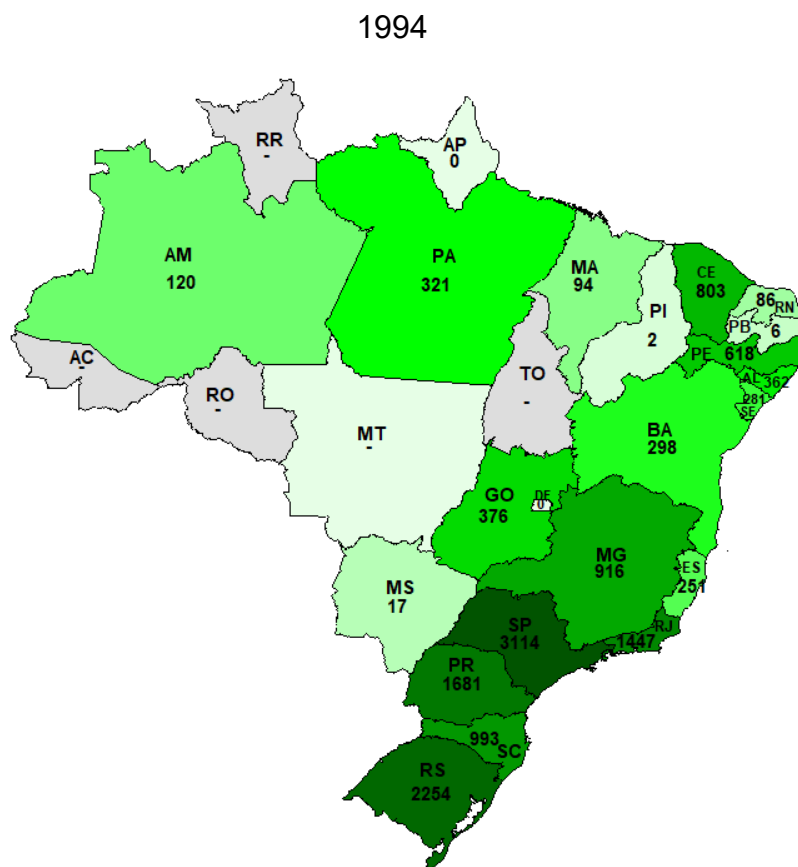 1994
RR
-
AP
0
AM
120
PA
321
MA
94
CE
803
86
RN
PI
2
PB
6
PE
618
AC
-
RO
-
TO
-
AL
362
281
SE
MT
-
BA
298
GO
376
DF
0
MG
916
ES
251
MS
17
SP
3114
RJ
1447
PR
1681
993
SC
RS
2254